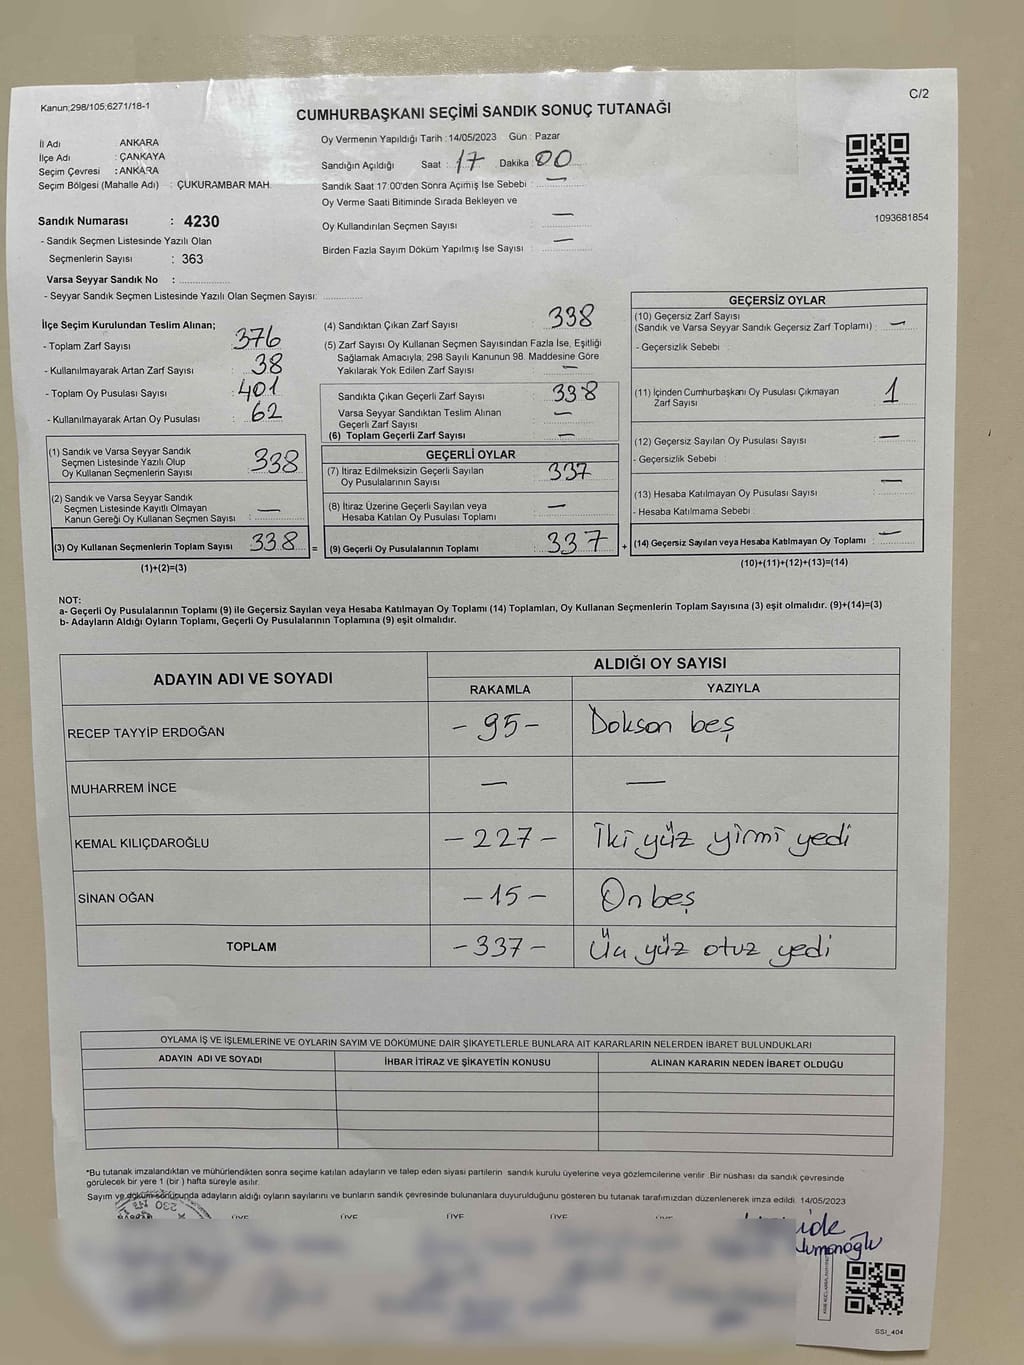 Kanun;298/105;6271/18-1
C/2
CUMHURBAŞKANI SEÇİMİ SANDIK SONUÇ TUTANAĞI
İl Adı ANKARA
İlçe Adı : ÇANKAYA
Seçim Çevresi : ANKARA
Seçim Bölgesi (Mahalle Adı) : ÇUKURAMBAR MAH.
Sandık Numarası : 4230
- Sandık Seçmen Listesinde Yazılı Olan
Seçmenlerin Sayısı : 363
Varsa Seyyar Sandık No :
- Seyyar Sandık Seçmen Listesinde Yazılı Olan Seçmen Sayısı:
Oy Vermenin Yapıldığı Tarih : 14/05/2023 Gün : Pazar
Sandığın Açıldığı Saat : 17 Dakika : 00
Sandık Saat 17:00'den Sonra Açımış İse Sebebi : —
Oy Verme Saati Bitiminde Sırada Bekleyen ve
Oy Kullandırılan Seçmen Sayısı —
Birden Fazla Sayım Döküm Yapılmış İse Sayısı —
1093681854
İlçe Seçim Kurulundan Teslim Alınan;
- Toplam Zarf Sayısı : 376
- Kullanılmayarak Artan Zarf Sayısı : 38
- Toplam Oy Pusulası Sayısı : 401
- Kullanılmayarak Artan Oy Pusulası : 62
(1) Sandık ve Varsa Seyyar Sandık
Seçmen Listesinde Yazılı Olup
Oy Kullanan Seçmenlerin Sayısı 338
(2) Sandık ve Varsa Seyyar Sandık
Seçmen Listesinde Kayıtlı Olmayan
Kanun Gereği Oy Kullanan Seçmen Sayısı : —
(3) Oy Kullanan Seçmenlerin Toplam Sayısı 338 =
(1)+(2)=(3)
(4) Sandıktan Çıkan Zarf Sayısı : 338
(5) Zarf Sayısı Oy Kullanan Seçmen Sayısından Fazla İse, Eşitliği
Sağlamak Amacıyla; 298 Sayılı Kanunun 98. Maddesine Göre
Yakılarak Yok Edilen Zarf Sayısı —
Sandıkta Çıkan Geçerli Zarf Sayısı 338
Varsa Seyyar Sandıktan Teslim Alınan
Geçerli Zarf Sayısı —
(6) Toplam Geçerli Zarf Sayısı —
GEÇERLİ OYLAR
(7) İtiraz Edilmeksizin Geçerli Sayılan
Oy Pusulalarının Sayısı 337
(8) İtiraz Üzerine Geçerli Sayılan veya
Hesaba Katılan Oy Pusulası Toplamı —
(9) Geçerli Oy Pusulalarının Toplamı : 337 +
GEÇERSİZ OYLAR
(10) Geçersiz Zarf Sayısı
(Sandık ve Varsa Seyyar Sandık Geçersiz Zarf Toplamı) : —
- Geçersizlik Sebebi :
(11) İçinden Cumhurbaşkanı Oy Pusulası Çıkmayan
Zarf Sayısı 1
(12) Geçersiz Sayılan Oy Pusulası Sayısı —
- Geçersizlik Sebebi
(13) Hesaba Katılmayan Oy Pusulası Sayısı —
- Hesaba Katılmama Sebebi
(14) Geçersiz Sayılan veya Hesaba Katılmayan Oy Toplamı —
(10)+(11)+(12)+(13)=(14)
NOT:
a- Geçerli Oy Pusulalarının Toplamı (9) ile Geçersiz Sayılan veya Hesaba Katılmayan Oy Toplamı (14) Toplamları, Oy Kullanan Seçmenlerin Toplam Sayısına (3) eşit olmalıdır. (9)+(14)=(3)
b- Adayların Aldığı Oyların Toplamı, Geçerli Oy Pusulalarının Toplamına (9) eşit olmalıdır.
ADAYIN ADI VE SOYADI
ALDIĞI OY SAYISI
RAKAMLA YAZIYLA
RECEP TAYYİP ERDOĞAN -95- Doksan beş
MUHARREM İNCE — —
KEMAL KILIÇDAROĞLU -227- İki yüz yirmi yedi
SİNAN OĞAN -15- On beş
TOPLAM -337- Üç yüz otuz yedi
OYLAMA İŞ VE İŞLEMLERİNE VE OYLARIN SAYIM VE DÖKÜMÜNE DAİR ŞİKAYETLERLE BUNLARA AİT KARARLARIN NELERDEN İBARET BULUNDUKLARI
ADAYIN ADI VE SOYADI İHBAR İTİRAZ VE ŞİKAYETİN KONUSU ALINAN KARARIN NEDEN İBARET OLDUĞU
*Bu tutanak imzalandıktan ve mühürlendikten sonra seçime katılan adayların ve talep eden siyasi partilerin sandık kurulu üyelerine veya gözlemcilerine verilir. Bir nüshası da sandık çevresinde
görülecek bir yere 1 (bir) hafta süreyle asılır.
Sayım ve döküm sonucunda adayların aldığı oyların sayılarını ve bunların sandık çevresinde bulunanlara duyurulduğunu gösteren bu tutanak tarafımızdan düzenlenerek imza edildi. 14/05/2023
ÜYE ÜYE ÜYE ÜYE
SSI_404